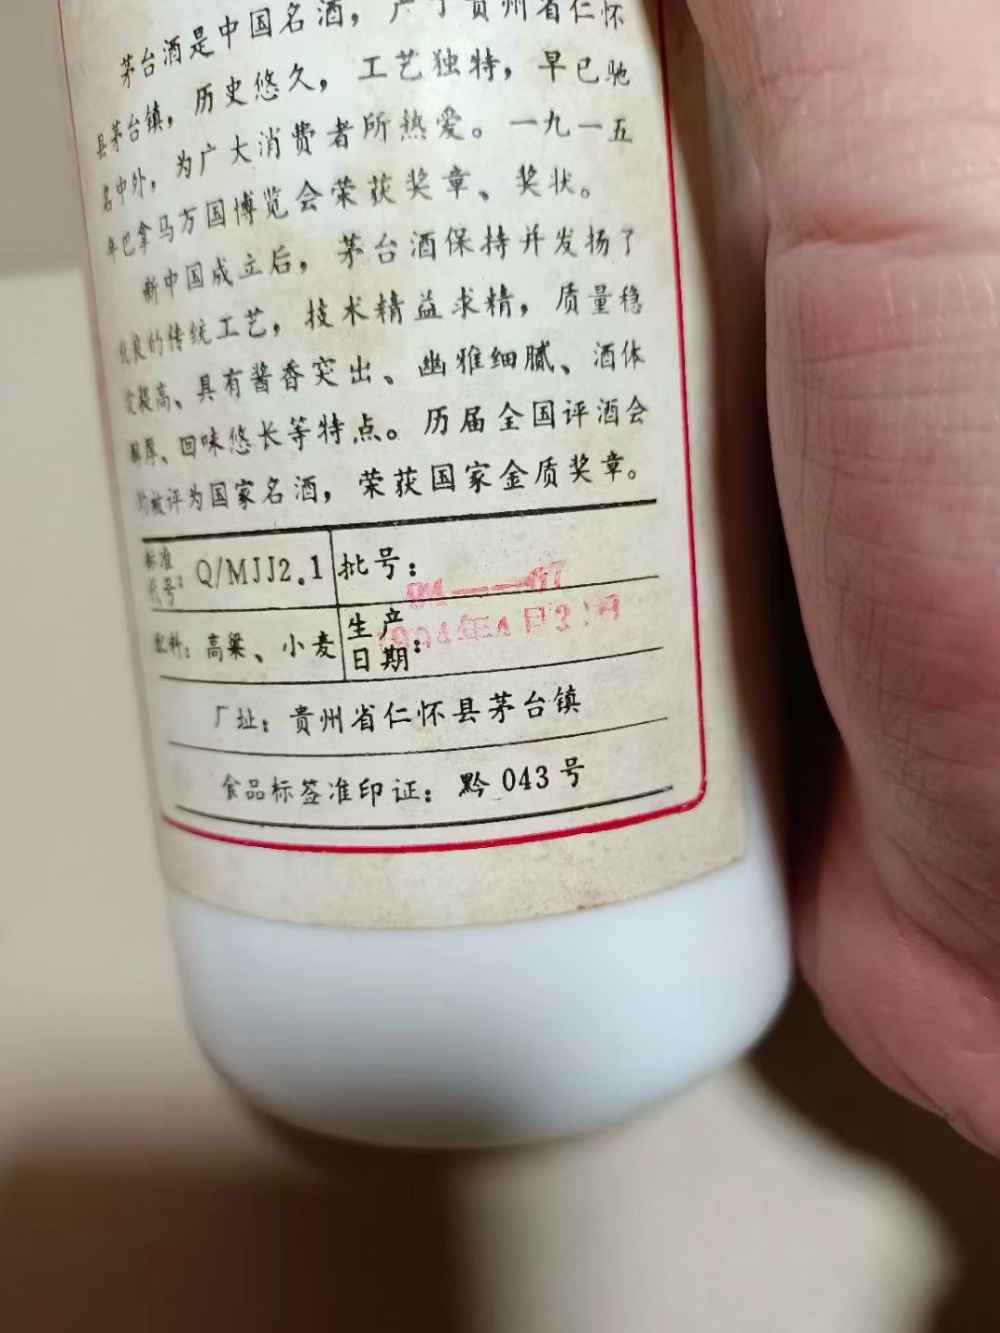 茅台酒是中国名酒，产于贵州省仁怀
县茅台镇，历史悠久，工艺独特，早已驰
名中外，为广大消费者所热爱。一九一五
年巴拿马万国博览会荣获奖章、奖状。
新中国成立后，茅台酒保持并发扬了
优良的传统工艺，技术精益求精，质量稳
定提高、具有酱香突出、幽雅细腻、酒体
醇厚、回味悠长等特点。历届全国评酒会
均被评为国家名酒，荣获国家金质奖章。
标准代号：Q/MJJ2.1 批号：
配料：高粱、小麦 生产日期：1994年4月
厂址：贵州省仁怀县茅台镇
食品标签准印证：黔043号